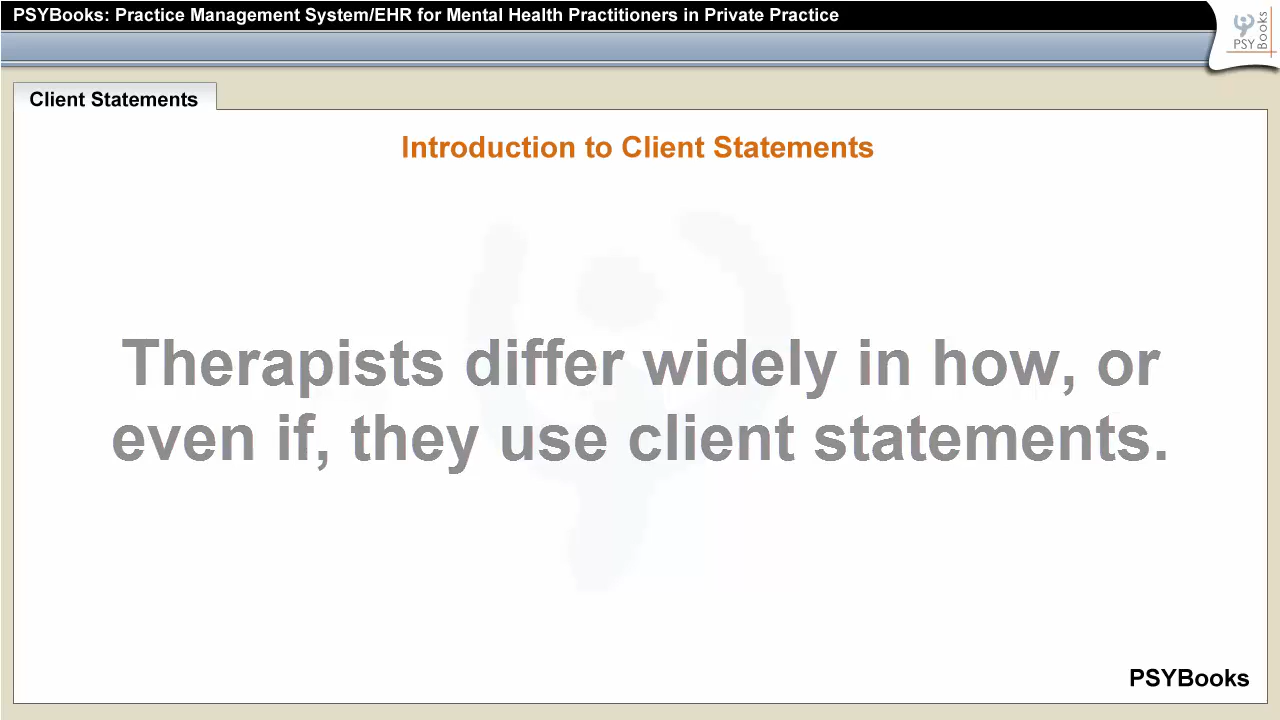 PSYBooks: Practice Management System/EHR for Mental Health Practitioners in Private Practice
PSY Books
Client Statements
Introduction to Client Statements
Therapists differ widely in how, or
even if, they use client statements.
PSYBooks